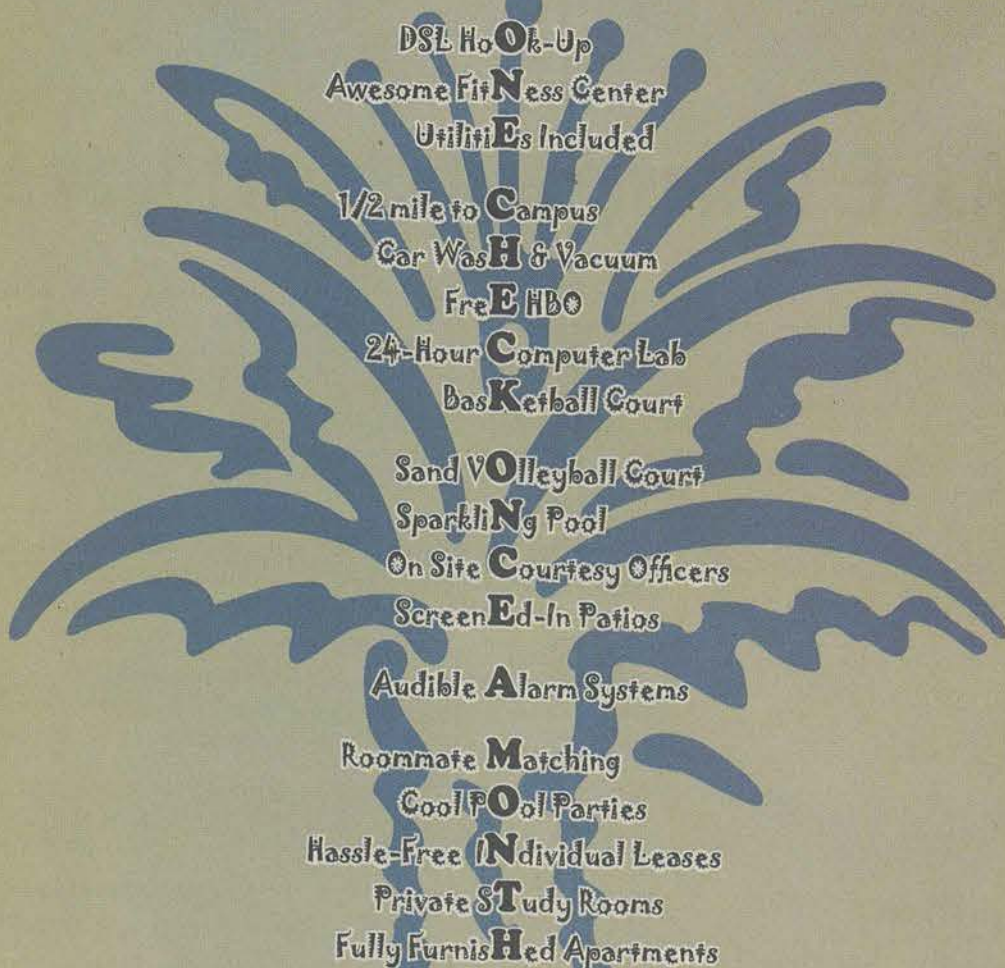 DSL HoOk-Up
Awesome FitNess Center
UtilitiEs Included
1/2 mile to Campus
Car WasH & Vacuum
FreE HBO
24-Hour Computer Lab
BasKetball Court
Sand VOlleyball Court
SparkliNg Pool
On Site Courtesy Officers
ScreenEd-In Patios
Audible Alarm Systems
Roommate Matching
Cool POol Parties
Hassle-Free INdividual Leases
Private STudy Rooms
Fully FurnisHed Apartments